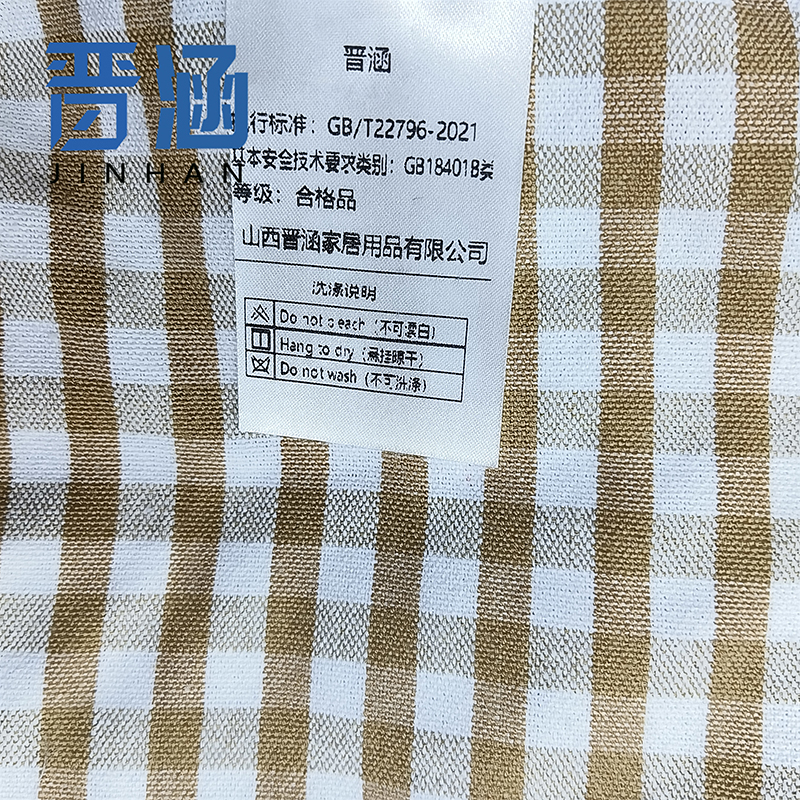 晋涵
JINHAN
晋涵
行标准：GB/T22796-2021
本安全技术要求类别：GB18401B类
等级：合格品
山西晋涵家居用品有限公司
洗涤说明
Do not bleach（不可漂白）
Hang to dry（悬挂晾干）
Do not wash（不可洗涤）